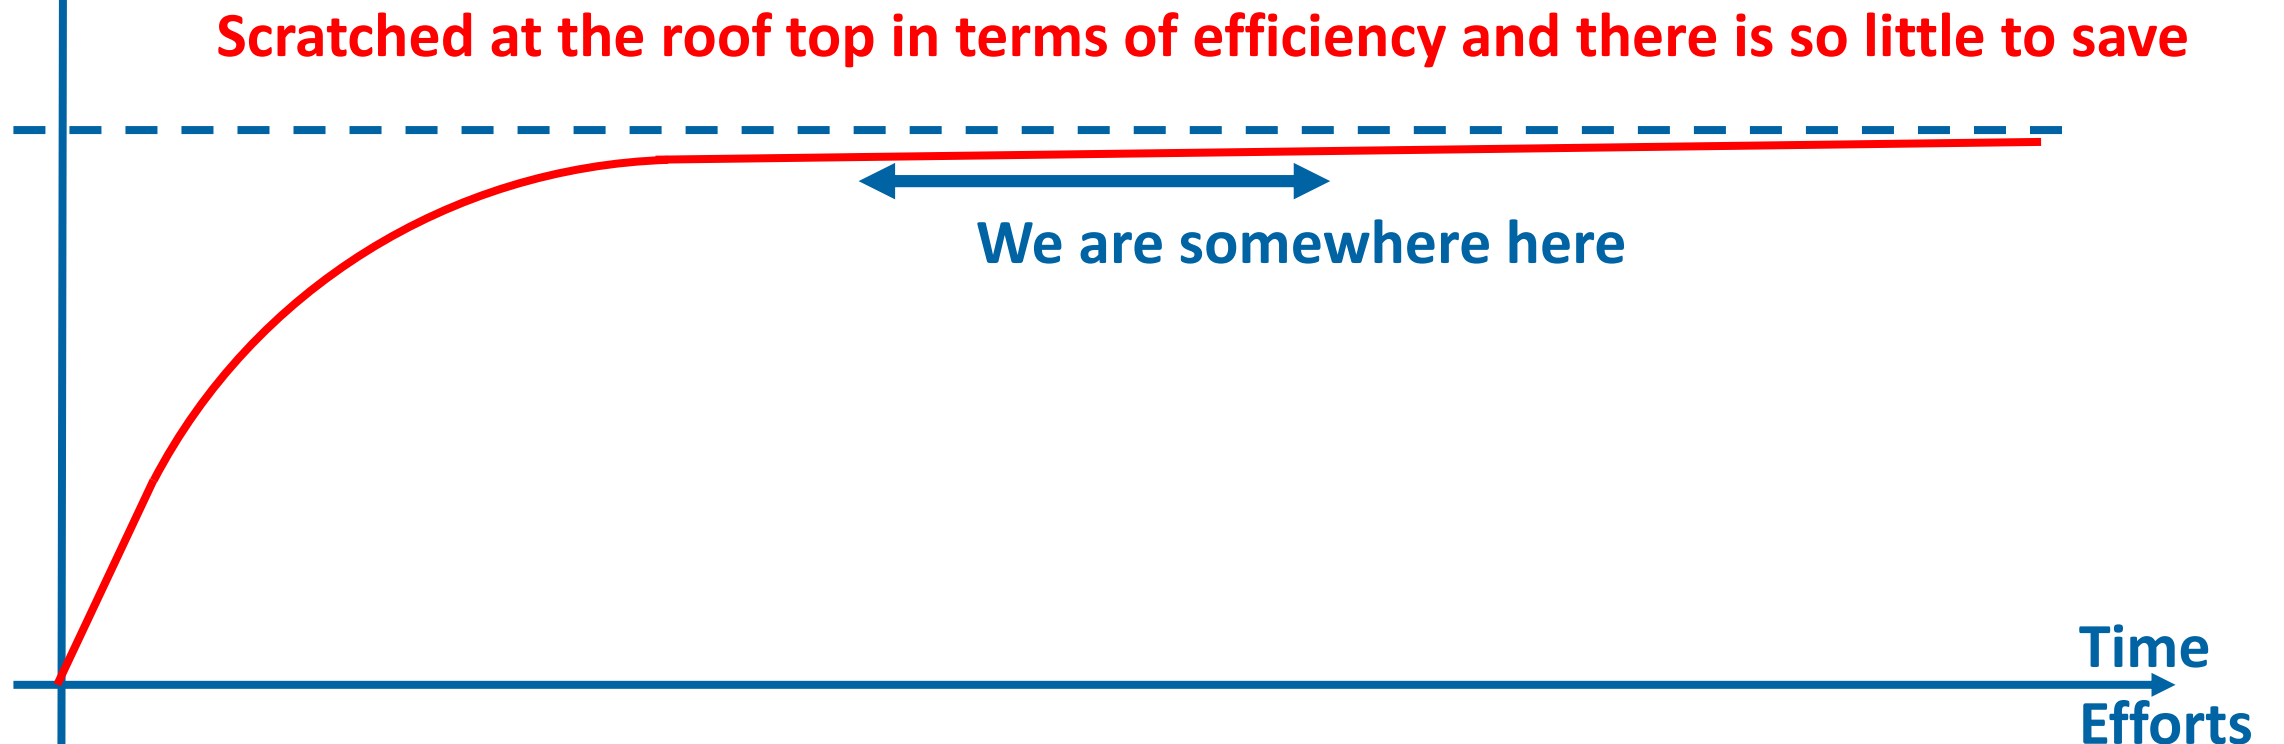 Scratched at the roof top in terms of efficiency and there is so little to save
We are somewhere here
Time
Efforts